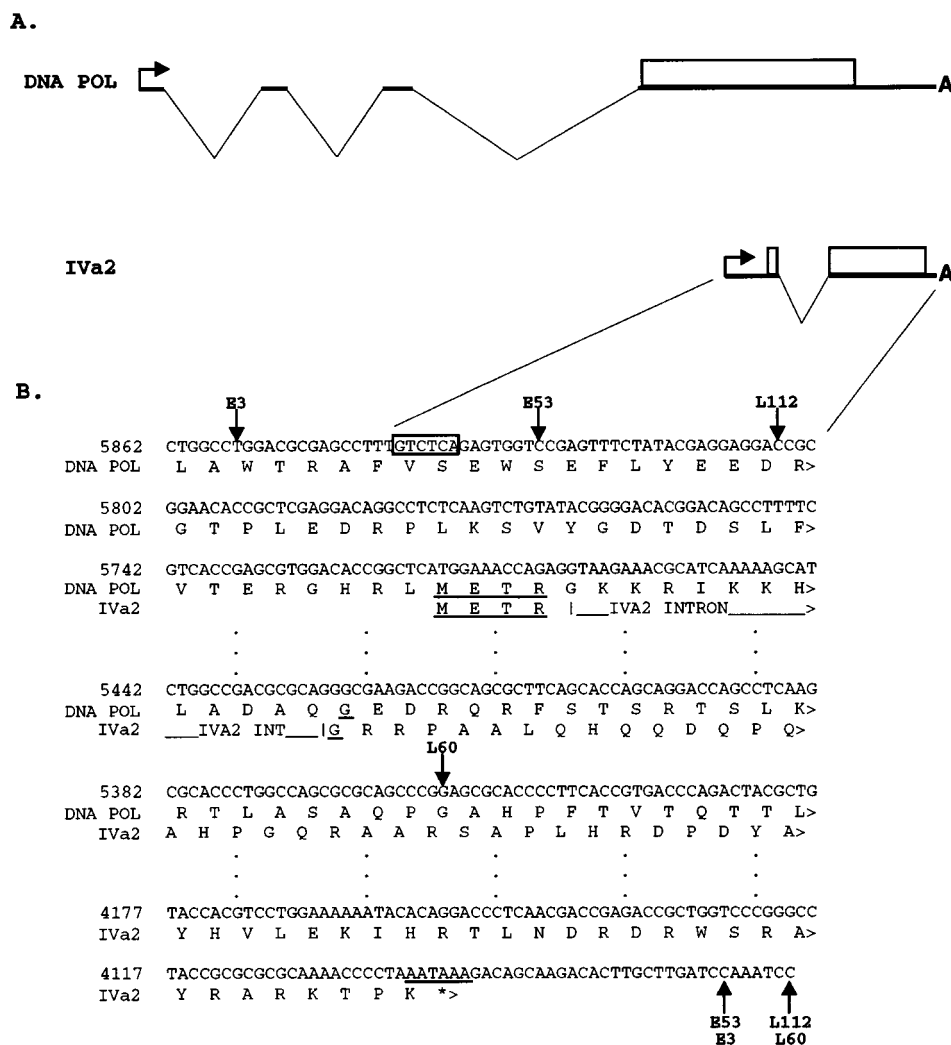 A.
DNA POL A
IVa2 A
B.
E3 E53 L112
5862 CTGGCCTGGACGCGAGCCTTTGTCTCAGAGTGGTCCGAGTTTCTATACGAGGAGGACCGC
DNA POL L A W T R A F V S E W S E F L Y E E D R>
5802 GGAACACCGCTCGAGGACAGGCCTCTCAAGTCTGTATACGGGGACACGGACAGCCTTTTC
DNA POL G T P L E D R P L K S V Y G D T D S L F>
5742 GTCACCGAGCGTGGACACCGGCTCATGGAAACCAGAGGTAAGAAACGCATCAAAAAGCAT
DNA POL V T E R G H R L M E T R G K K R I K K H>
IVa2 M E T R |___IVA2 INTRON______>
5442 CTGGCCGACGCGCAGGGCGAAGACCGGCAGCGCTTCAGCACCAGCAGGACCAGCCTCAAG
DNA POL L A D A Q G E D R Q R F S T S R T S L K>
IVa2 ___IVA2 INT___|G R R P A A L Q H Q Q D Q P Q>
L60
5382 CGCACCCTGGCCAGCGCGCAGCCCGGAGCGCACCCCTTCACCGTGACCCAGACTACGCTG
DNA POL R T L A S A Q P G A H P F T V T Q T T L>
IVa2 A H P G Q R A A R S A P L H R D P D Y A>
4177 TACCACGTCCTGGAAAAAATACACAGGACCCTCAACGACCGAGACCGCTGGTCCCGGGCC
IVa2 Y H V L E K I H R T L N D R D R W S R A>
4117 TACCGCGCGCGCAAAACCCCTAAATAAAGACAGCAAGACACTTGCTTGATCCAAATCC
IVa2 Y R A R K T P K *>
E53 L112
E3 L60